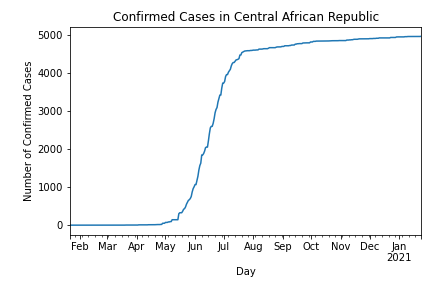 Confirmed Cases in Central African Republic
Number of Confirmed Cases
5000
4000
3000
2000
1000
0
Feb Mar Apr May Jun Jul Aug Sep Oct Nov Dec Jan
2021
Day